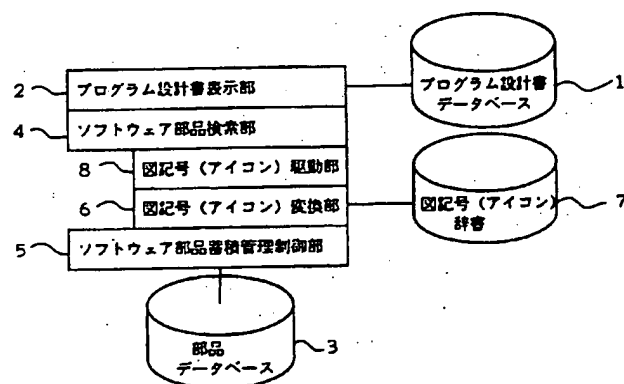 2
プログラム設計書表示部
プログラム設計書
データベース
1
4
ソフトウェア部品検索部
8
図記号(アイコン)駆動部
6
図記号(アイコン)変換部
図記号(アイコン)
辞書
7
5
ソフトウェア部品蓄積管理制御部
部品
データベース
3